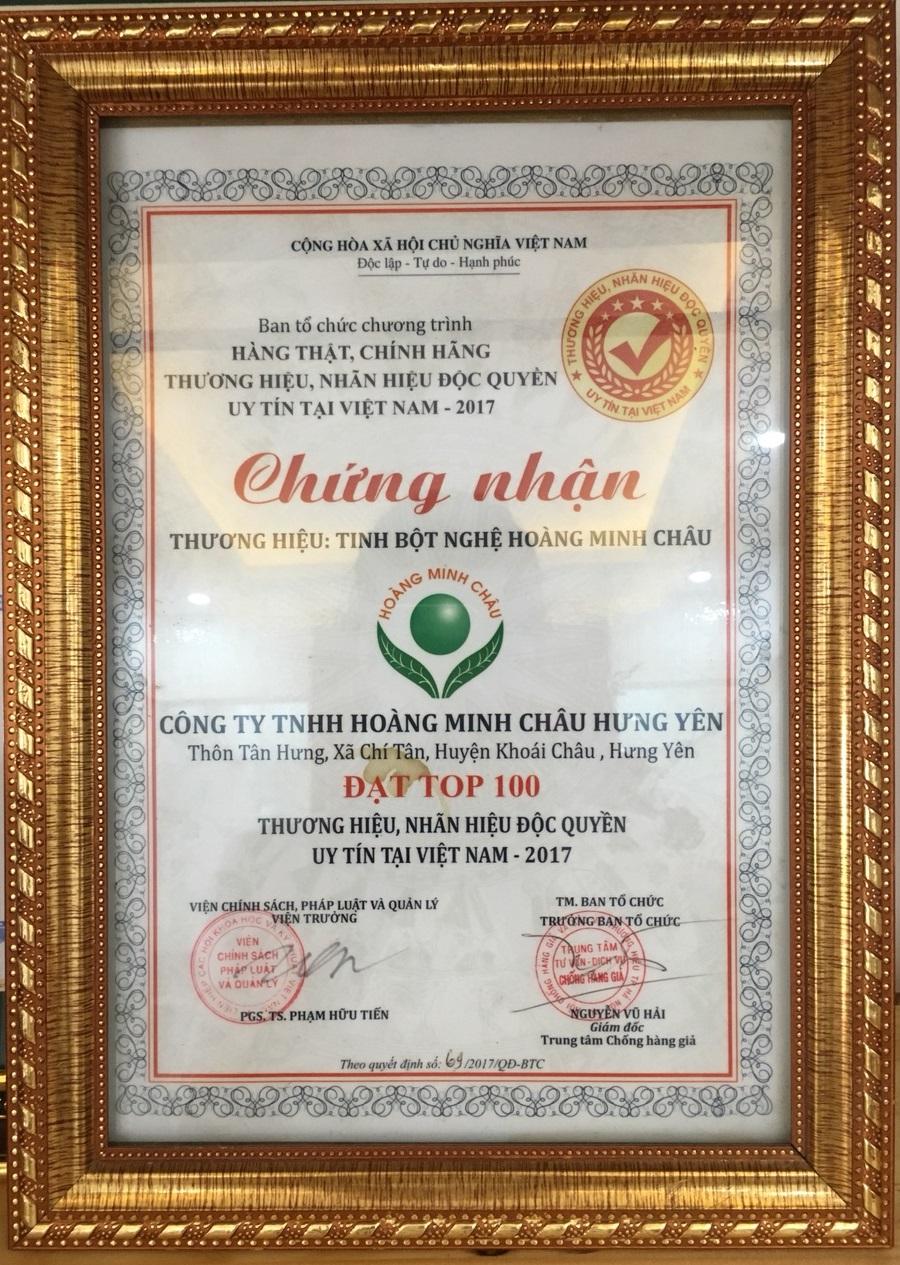 CỘNG HÒA XÃ HỘI CHỦ NGHĨA VIỆT NAM
Độc lập - Tự do - Hạnh phúc
Ban tổ chức chương trình
HÀNG THẬT, CHÍNH HÃNG
THƯƠNG HIỆU, NHÃN HIỆU ĐỘC QUYỀN
UY TÍN TẠI VIỆT NAM - 2017
THƯƠNG HIỆU, NHÃN HIỆU ĐỘC QUYỀN
UY TÍN TẠI VIỆT NAM
Chứng nhận
THƯƠNG HIỆU: TINH BỘT NGHỆ HOÀNG MINH CHÂU
HOÀNG MINH CHÂU
CÔNG TY TNHH HOÀNG MINH CHÂU HƯNG YÊN
Thôn Tân Hưng, Xã Chí Tân, Huyện Khoái Châu , Hưng Yên
ĐẠT TOP 100
THƯƠNG HIỆU, NHÃN HIỆU ĐỘC QUYỀN
UY TÍN TẠI VIỆT NAM - 2017
VIỆN CHÍNH SÁCH, PHÁP LUẬT VÀ QUẢN LÝ
VIỆN TRƯỞNG
VIỆN
CHÍNH SÁCH
PHÁP LUẬT
VÀ QUẢN LÝ
PGS. TS. PHẠM HỮU TIẾN
TM. BAN TỔ CHỨC
TRƯỞNG BAN TỔ CHỨC
TRUNG TÂM
TƯ VẤN - DỊCH VỤ
CHỐNG HÀNG GIẢ
NGUYỄN VŨ HẢI
Giám đốc
Trung tâm Chống hàng giả
Theo quyết định số: 69/2017/QĐ-BTC